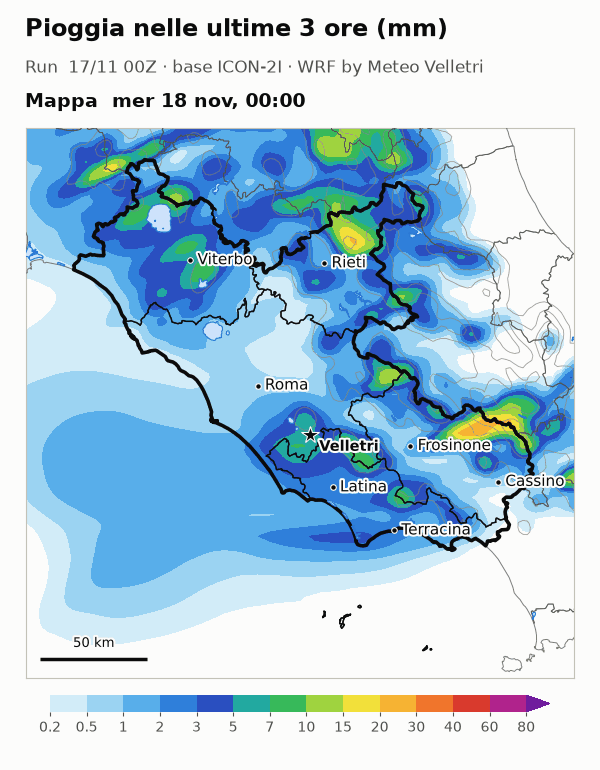 Pioggia nelle ultime 3 ore (mm)
Run  17/11 00Z · base ICON-2I · WRF by Meteo Velletri
Mappa  mer 18 nov, 00:00
Viterbo
Rieti
Roma
Velletri
Frosinone
Cassino
Latina
Terracina
50 km
0.2 0.5 1 2 3 5 7 10 15 20 30 40 60 80